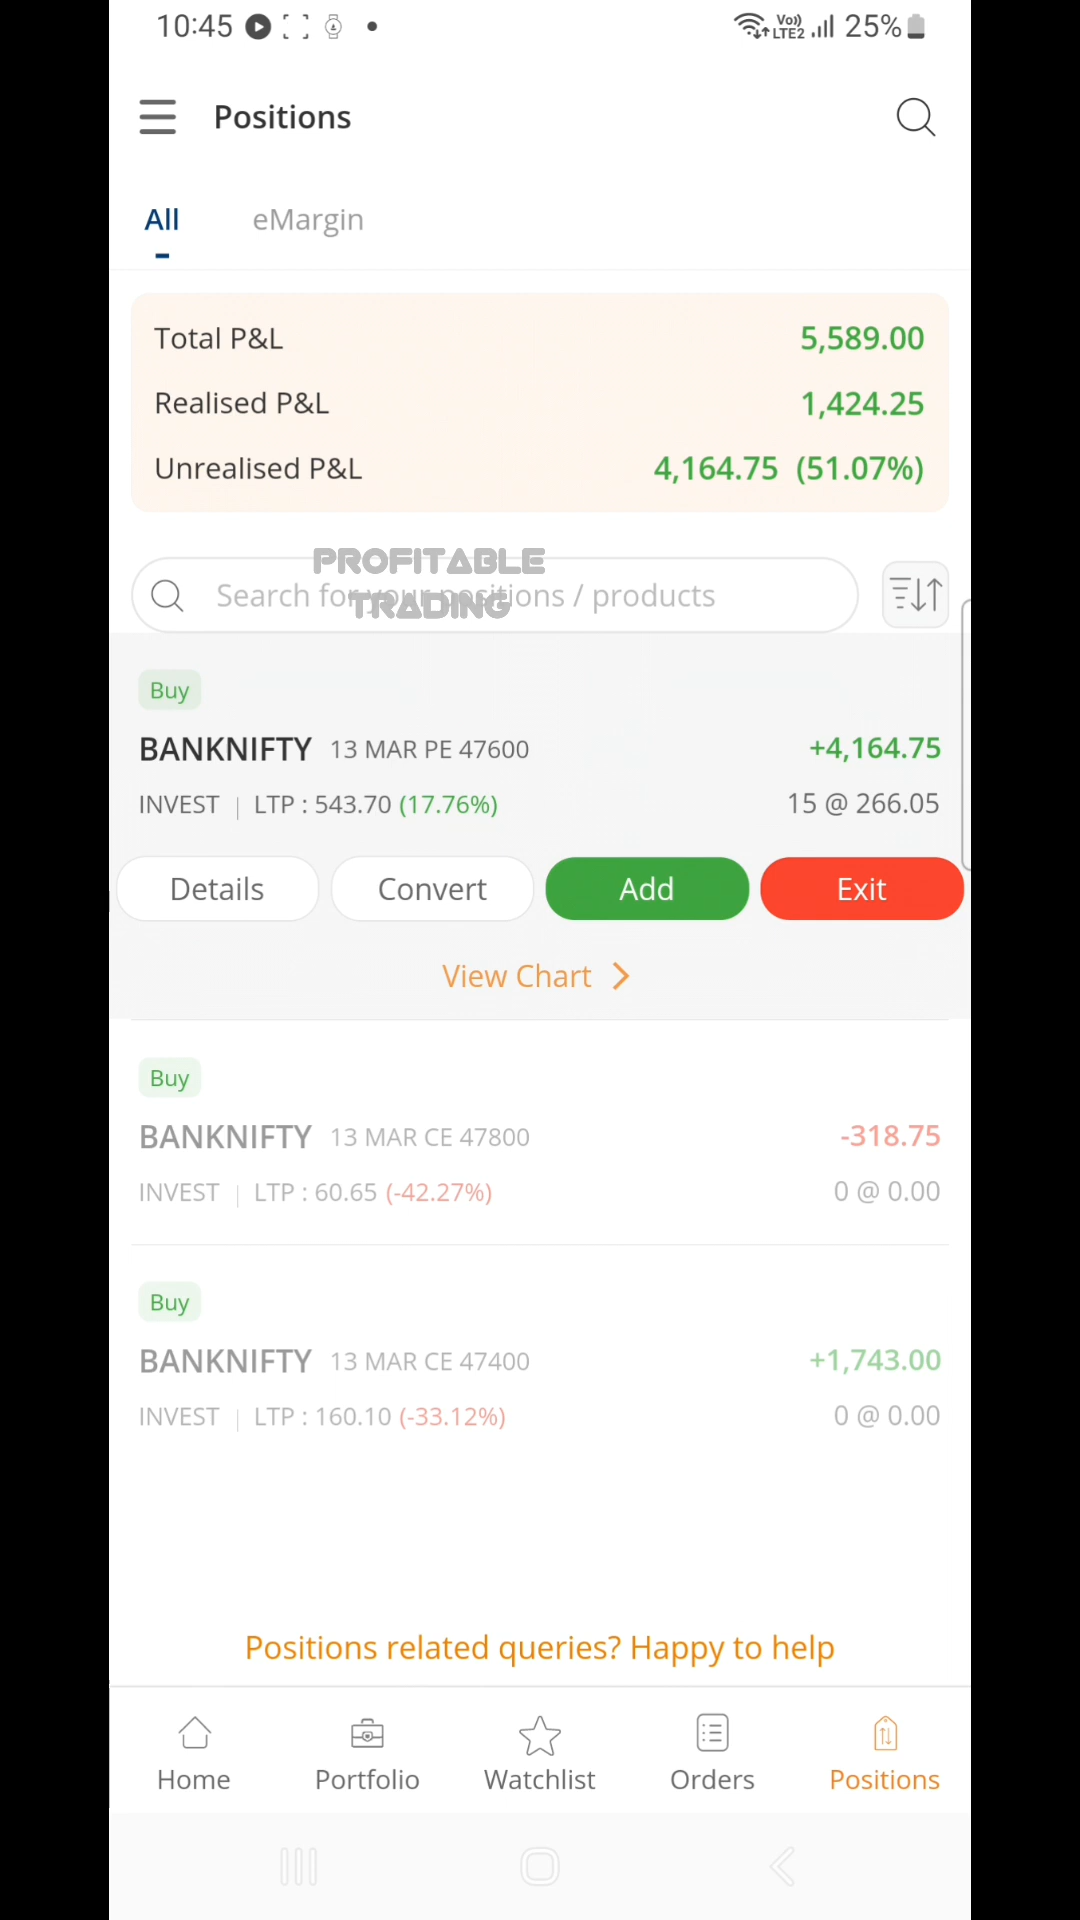 10:45
Vo)) LTE2 25%
Positions
All eMargin
Total P&L 5,589.00
Realised P&L 1,424.25
Unrealised P&L 4,164.75 (51.07%)
PROFITABLE
TRADING
Search for your positions / products
Buy
BANKNIFTY 13 MAR PE 47600 +4,164.75
INVEST | LTP : 543.70 (17.76%) 15 @ 266.05
Details Convert Add Exit
View Chart
Buy
BANKNIFTY 13 MAR CE 47800 -318.75
INVEST | LTP : 60.65 (-42.27%) 0 @ 0.00
Buy
BANKNIFTY 13 MAR CE 47400 +1,743.00
INVEST | LTP : 160.10 (-33.12%) 0 @ 0.00
Positions related queries? Happy to help
Home Portfolio Watchlist Orders Positions